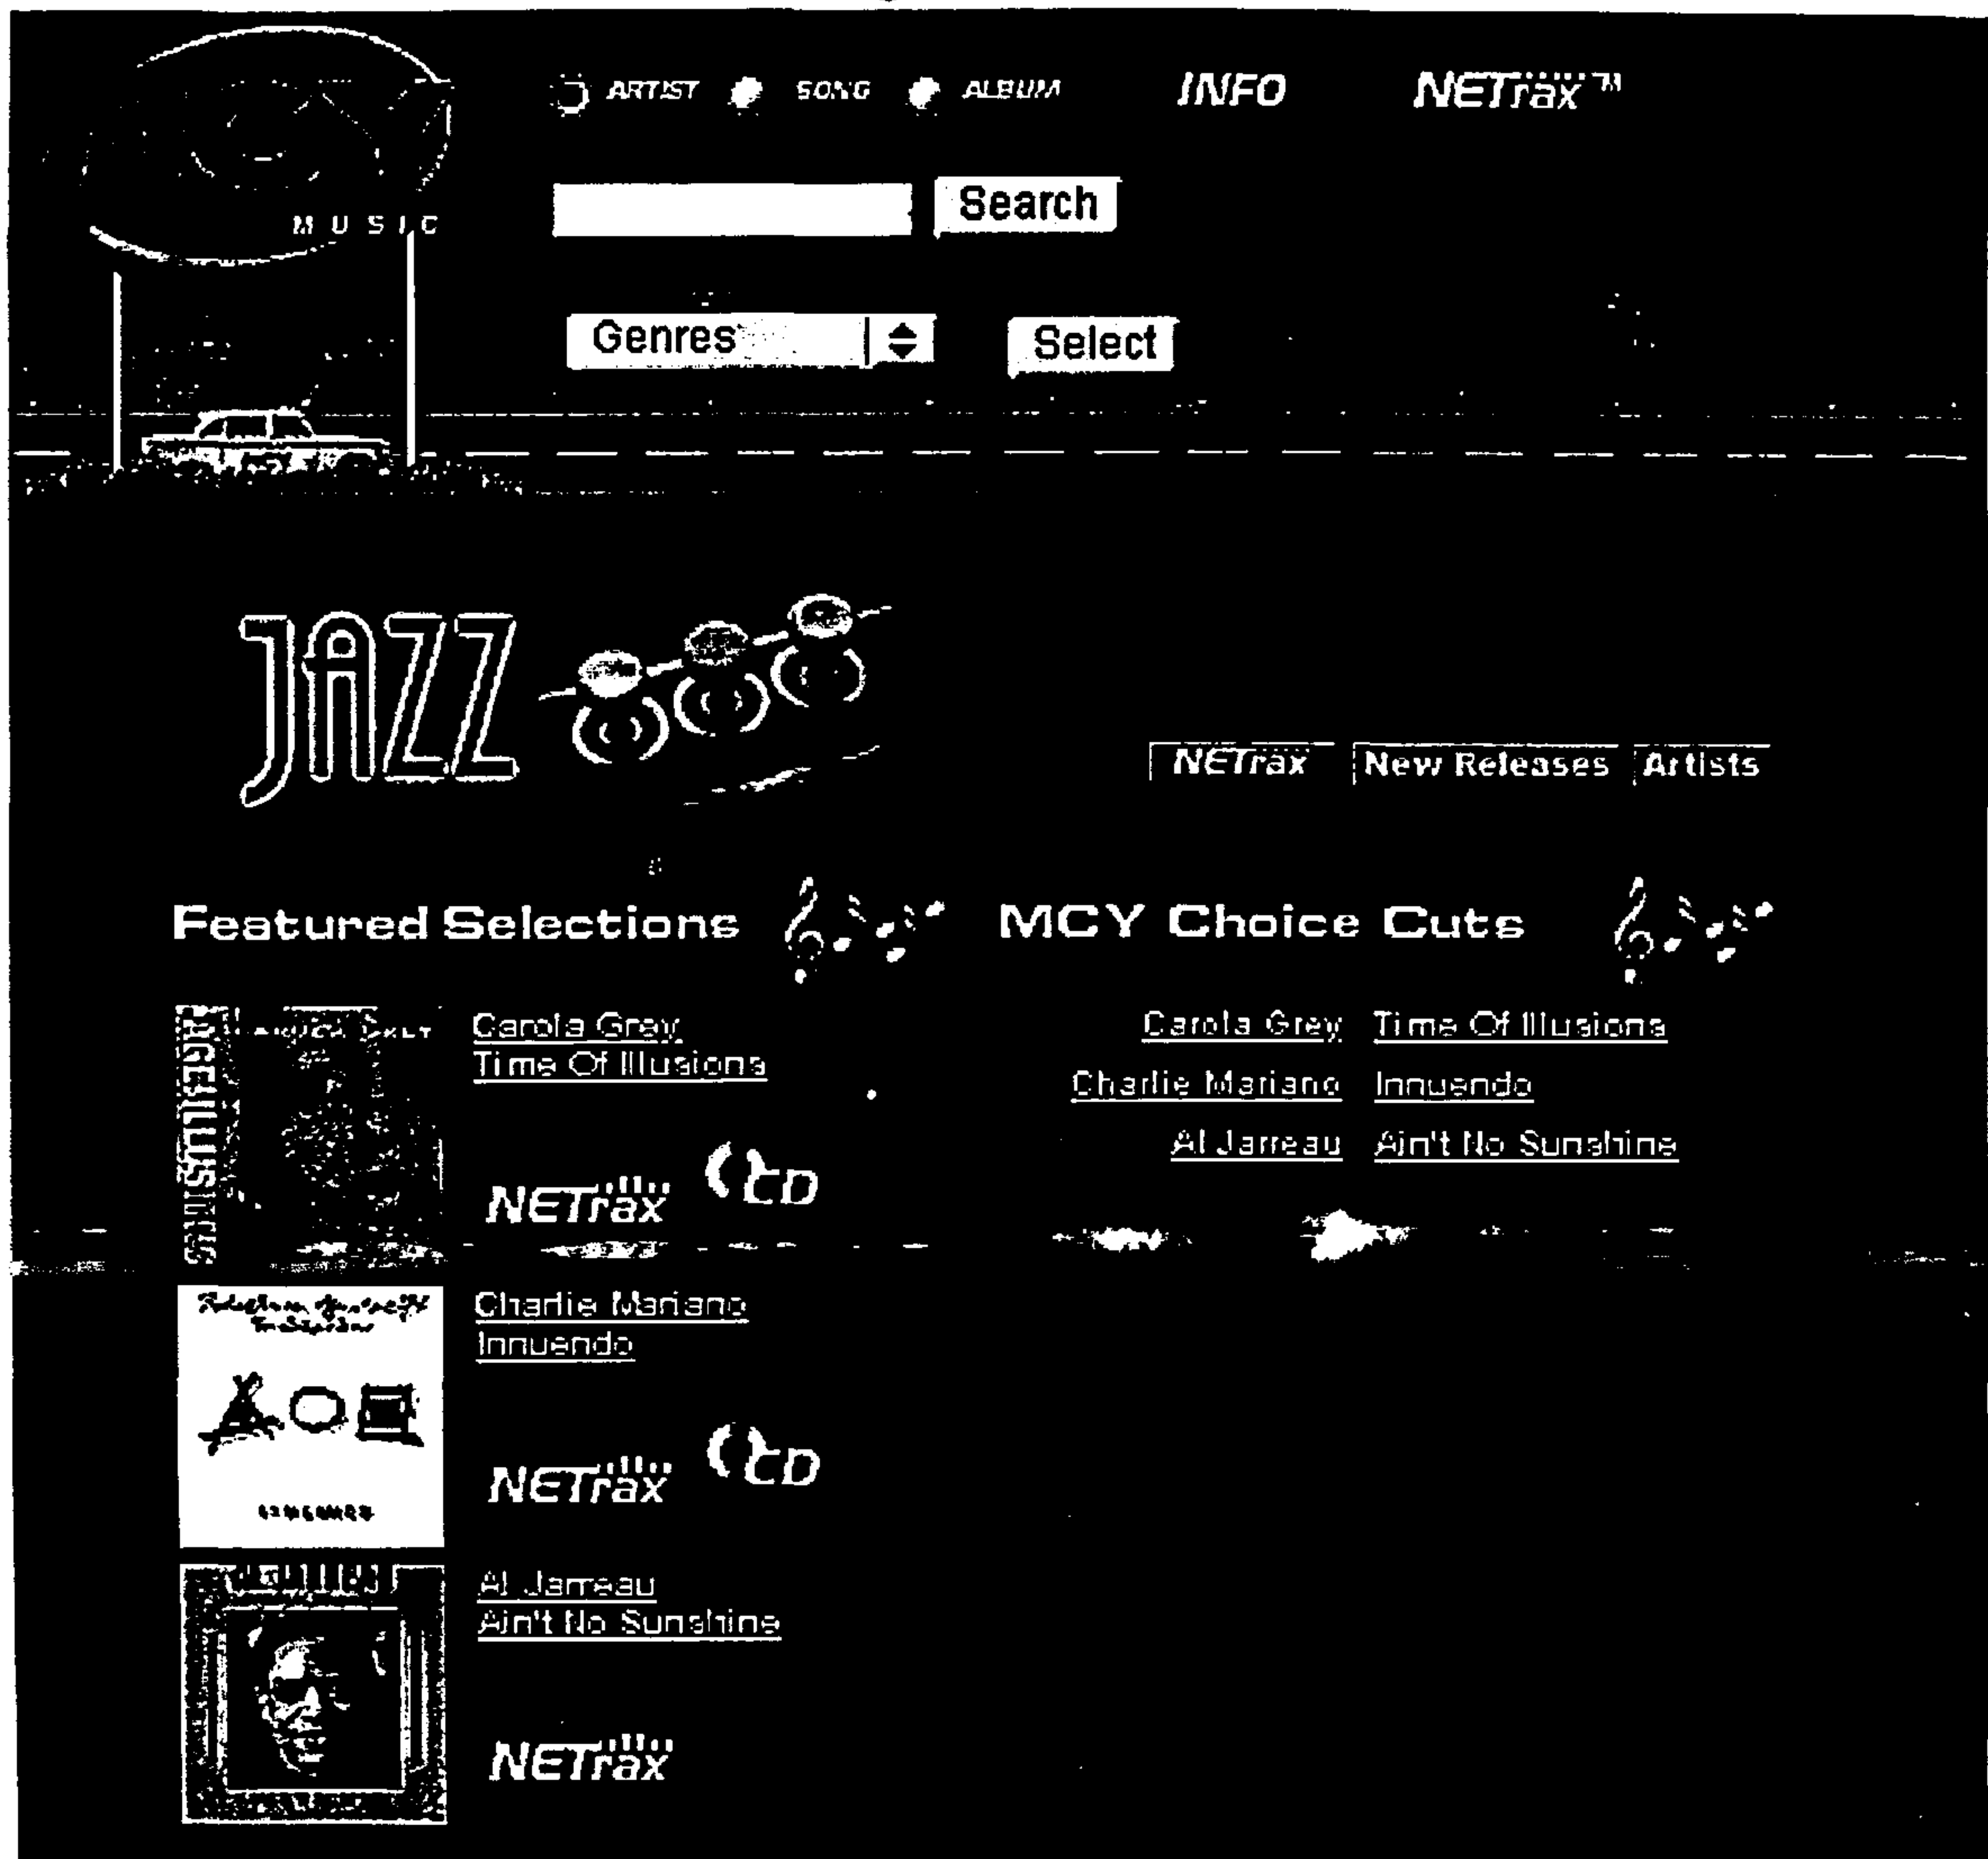 ARTIST SONG ALBUM INFO NETrax™
MUSIC
Search
Genres Select
JAZZ
NETrax New Releases Artists
Featured Selections MCY Choice Cuts
Carola Grey
Time Of Illusions
Carola Grey Time Of Illusions
Charlie Mariano Innuendo
Al Jarreau Ain't No Sunshine
NETrax CD
Charlie Mariano
Innuendo
NETrax CD
Al Jarreau
Ain't No Sunshine
NETrax